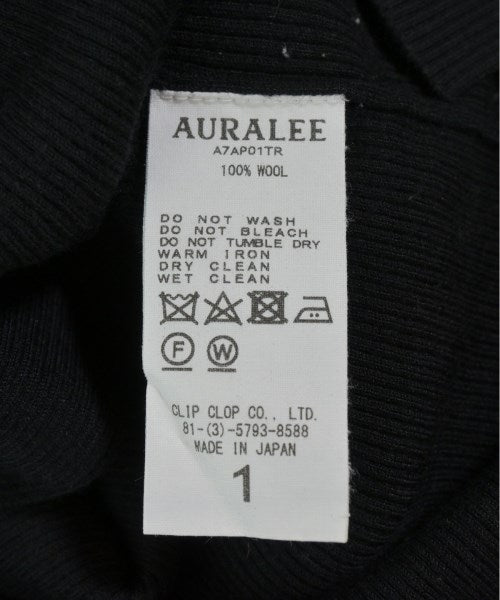 AURALEE
A7AP01TR
100% WOOL
DO NOT WASH
DO NOT BLEACH
DO NOT TUMBLE DRY
WARM IRON
DRY CLEAN
WET CLEAN
F W
CLIP CLOP CO., LTD.
81-(3)-5793-8588
MADE IN JAPAN
1